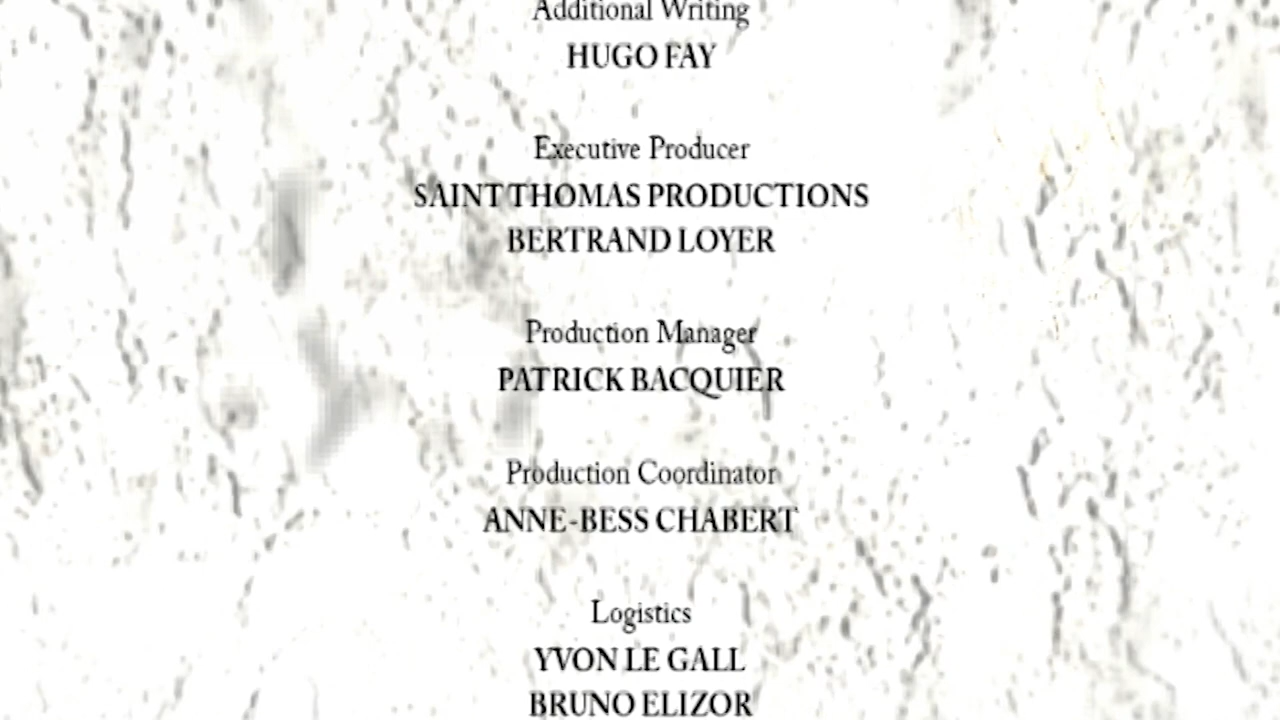 Additional Writing
HUGO FAY
Executive Producer
SAINT THOMAS PRODUCTIONS
BERTRAND LOYER
Production Manager
PATRICK BACQUIER
Production Coordinator
ANNE-BESS CHABERT
Logistics
YVON LE GALL
BRUNO ELIZOR